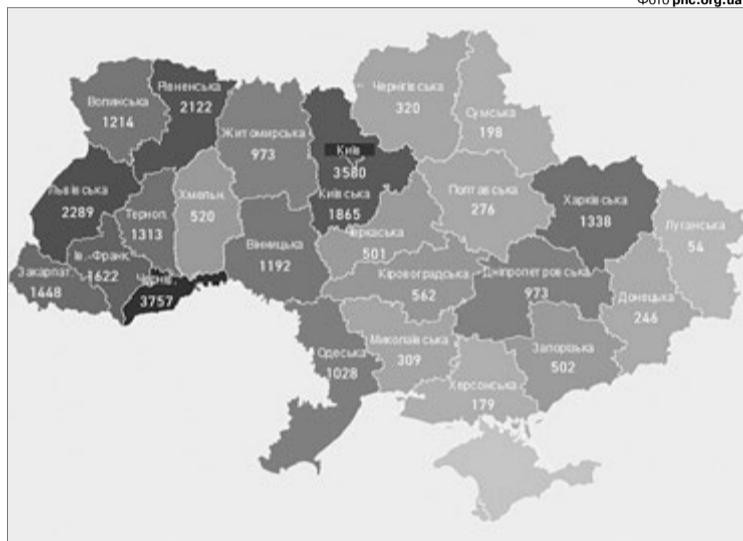 Фото phc.org.ua
Чернігівська
320
Сумська
198
Рівненська
2122
Волинська
1214
Житомирська
973
Київ
3580
Київська
1865
Полтавська
276
Харківська
1338
Луганська
54
Львівська
2289
Терноп.
1313
Хмельн.
520
Вінницька
1192
Черкаська
501
Закарпат.
1448
Ів.-Франк.
1622
Чернів.
3757
Кіровоградська
562
Дніпропетровська
973
Донецька
246
Одеська
1028
Миколаївська
309
Запорізька
502
Херсонська
179